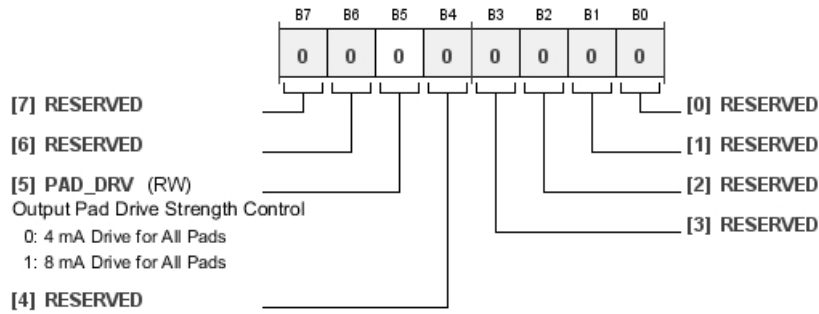 B7 B6 B5 B4 B3 B2 B1 B0
0 0 0 0 0 0 0 0
[7] RESERVED
[6] RESERVED
[5] PAD_DRV (RW)
Output Pad Drive Strength Control
0: 4 mA Drive for All Pads
1: 8 mA Drive for All Pads
[4] RESERVED
[0] RESERVED
[1] RESERVED
[2] RESERVED
[3] RESERVED